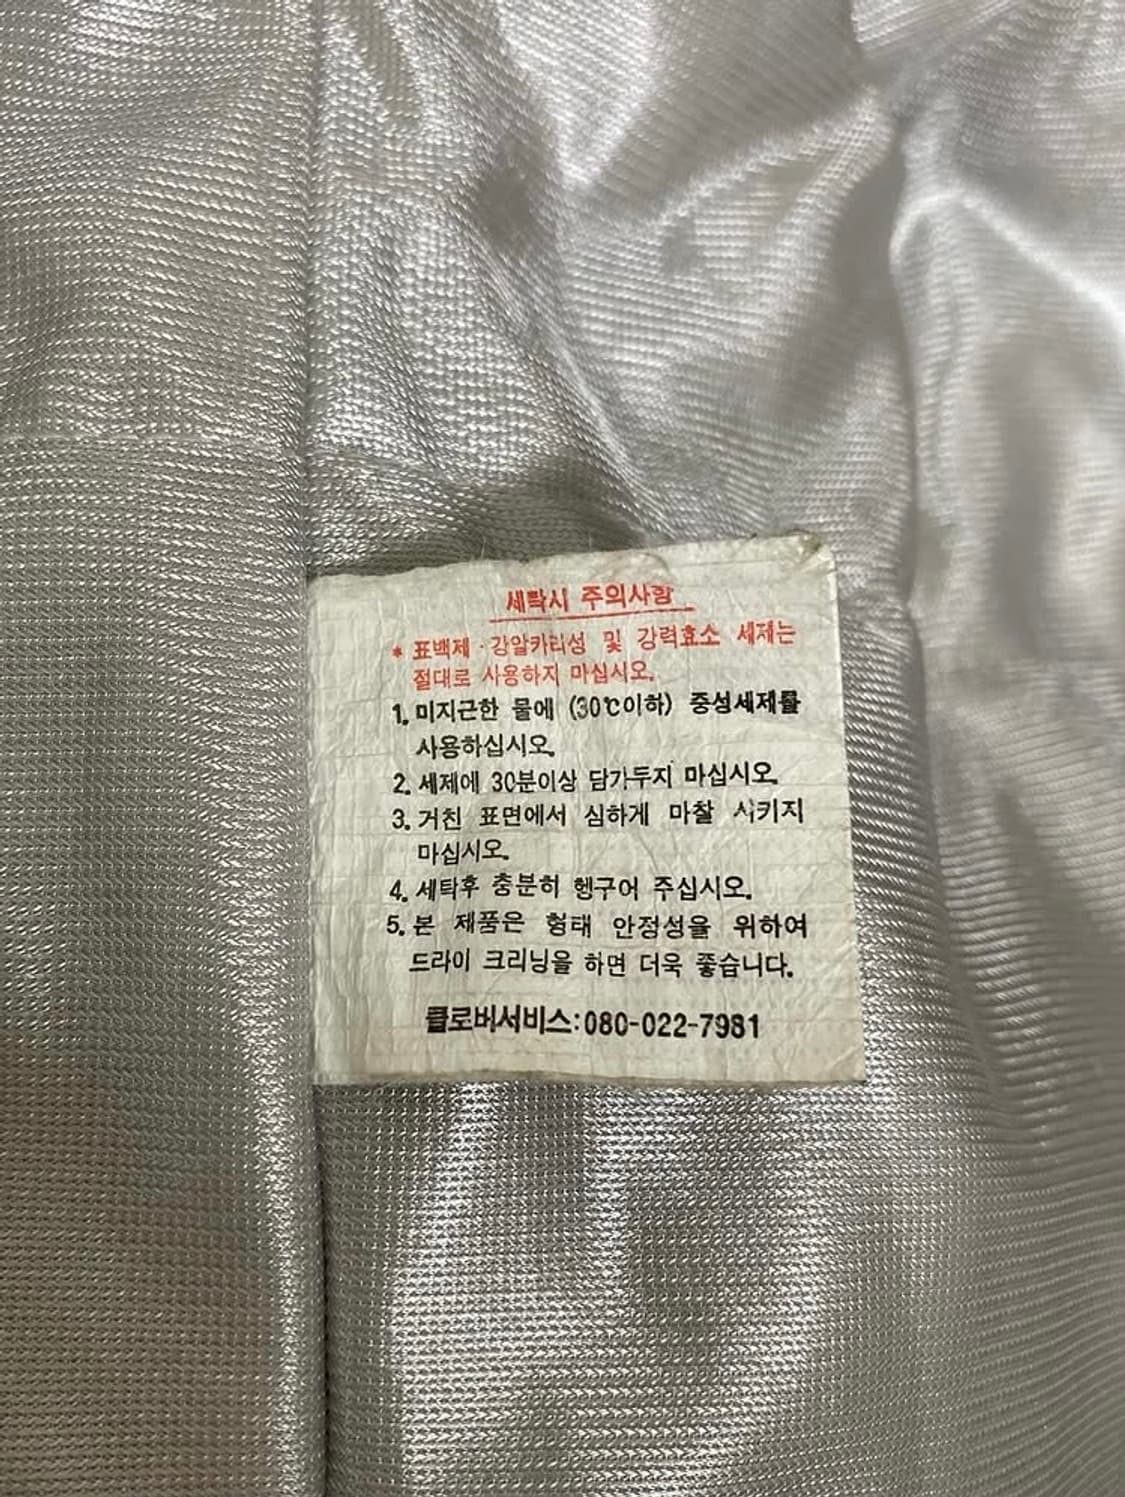 세탁시 주의사항
* 표백제·강알카리성 및 강력효소 세제는
절대로 사용하지 마십시오.
1. 미지근한 물에 (30℃이하) 중성세제를
사용하십시오.
2. 세제에 30분이상 담가두지 마십시오.
3. 거친 표면에서 심하게 마찰 시키지
마십시오.
4. 세탁후 충분히 헹구어 주십시오.
5. 본 제품은 형태 안정성을 위하여
드라이 크리닝을 하면 더욱 좋습니다.
클로버서비스:080-022-7981